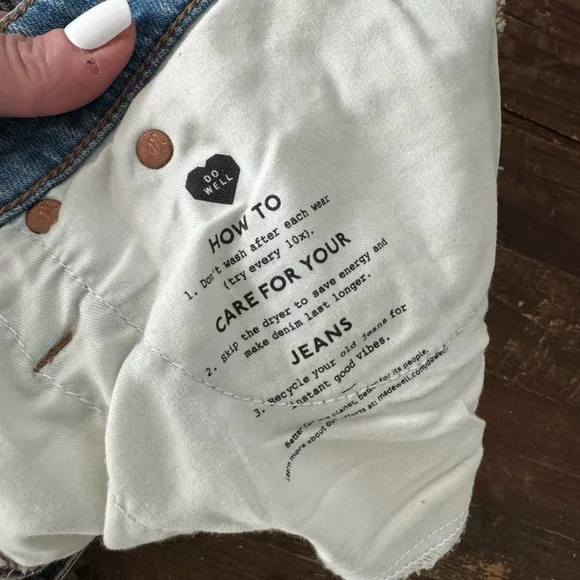 DO
WELL
HOW TO
1. Don't wash after each wear
(try every 10x).
CARE FOR YOUR
2. Skip the dryer to save energy and
make denim last longer.
JEANS
3. Recycle your old jeans for
instant good vibes.
Better for the planet, better for its people.
Learn more about our efforts at: madewell.com/dowell